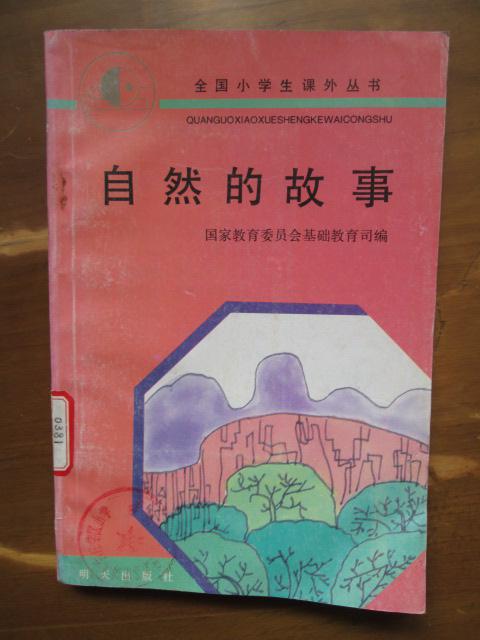 全国小学生课外丛书
QUANGUOXIAOXUESHENGKEWAICONGSHU
自然的故事
国家教育委员会基础教育司编
0381
明天出版社